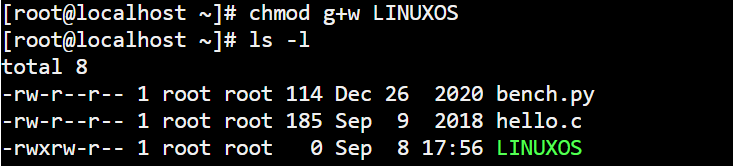 [root@localhost ~]# chmod g+w LINUXOS
[root@localhost ~]# ls -l
total 8
-rw-r--r-- 1 root root 114 Dec 26  2020 bench.py
-rw-r--r-- 1 root root 185 Sep  9  2018 hello.c
-rwxrw-r-- 1 root root   0 Sep  8 17:56 LINUXOS